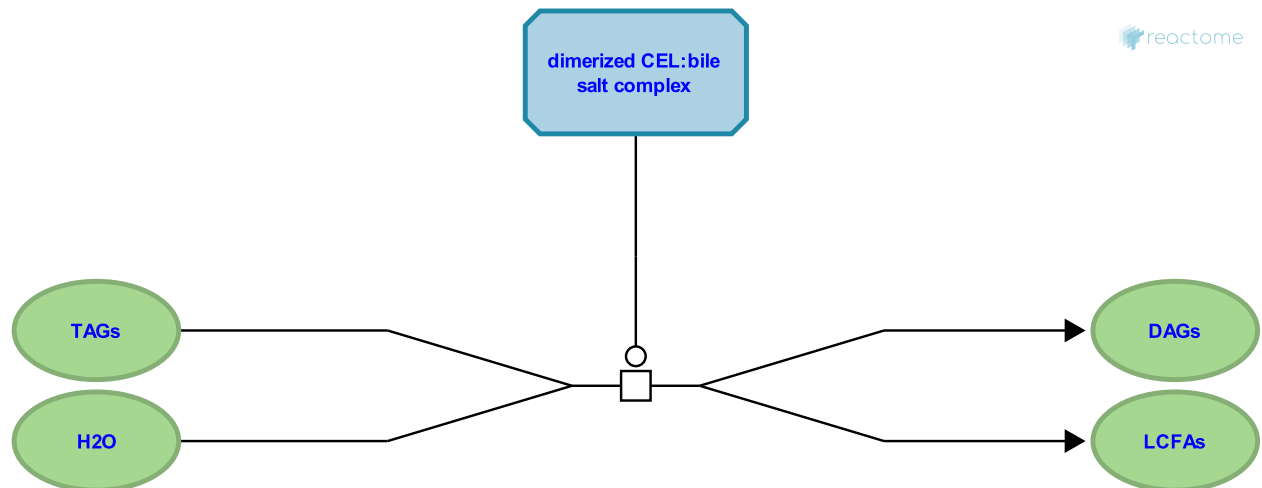 dimerized CEL:bile
salt complex
reactome
TAGs
DAGs
H2O
LCFAs